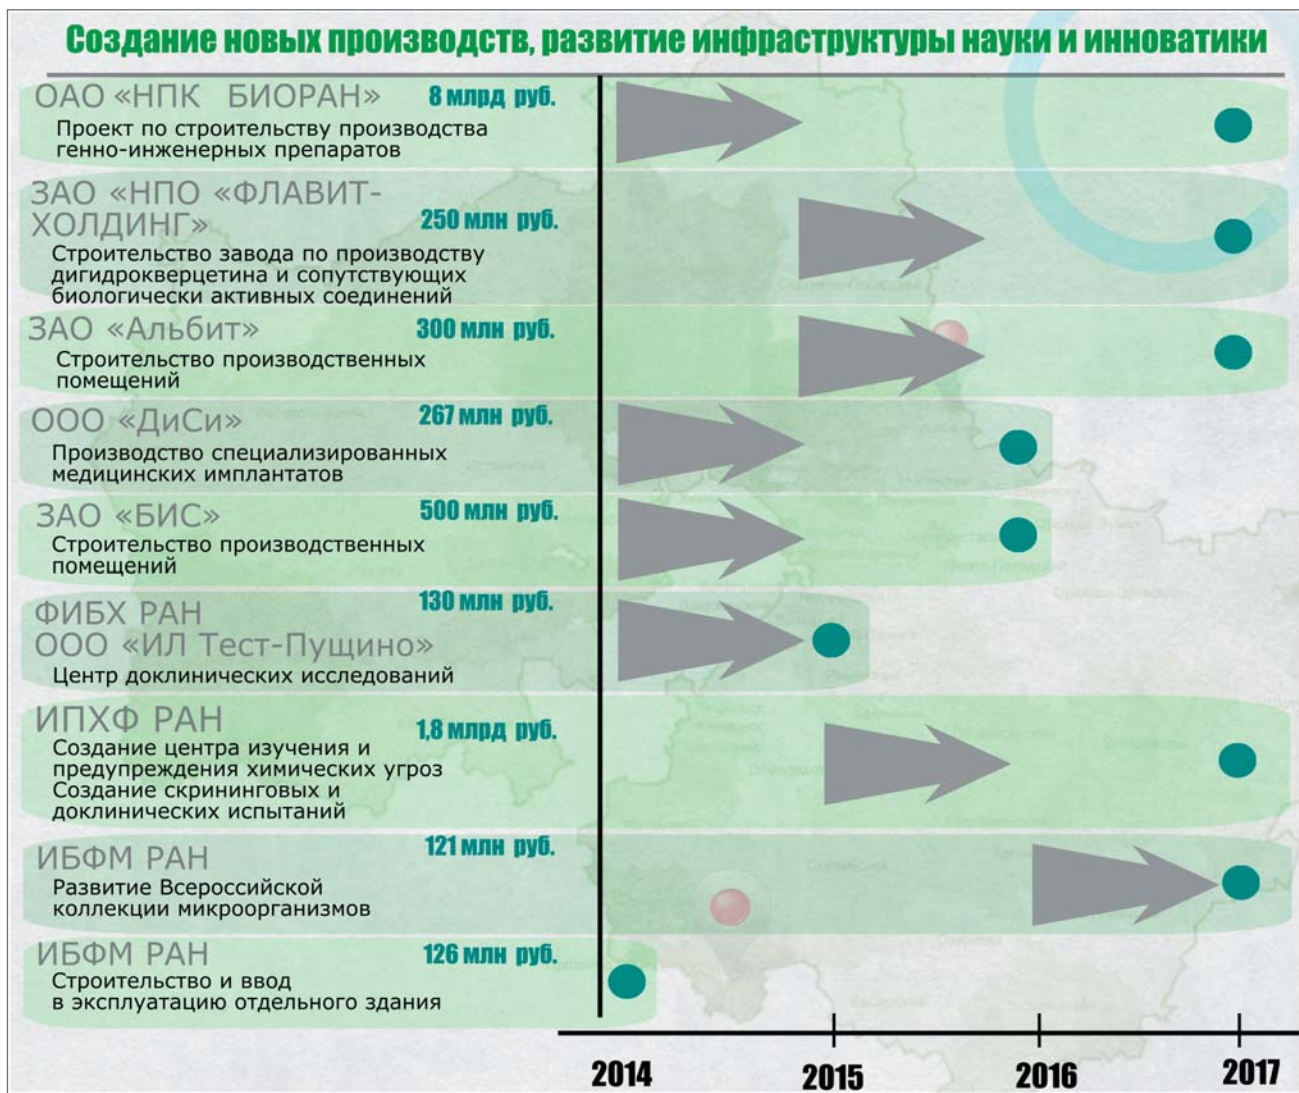 Создание новых производств, развитие инфраструктуры науки и инноватики
ОАО «НПК БИОРАН»
8 млрд руб.
Проект по строительству производства
генно-инженерных препаратов
ЗАО «НПО «ФЛАВИТ-
ХОЛДИНГ»
250 млн руб.
Строительство завода по производству
дигидрокверцетина и сопутствующих
биологически активных соединений
ЗАО «Альбит»
300 млн руб.
Строительство производственных
помещений
ООО «ДиСи»
267 млн руб.
Производство специализированных
медицинских имплантатов
ЗАО «БИС»
500 млн руб.
Строительство производственных
помещений
ФИБХ РАН
130 млн руб.
ООО «ИЛ Тест-Пущино»
Центр доклинических исследований
ИПХФ РАН
1,8 млрд руб.
Создание центра изучения и
предупреждения химических угроз
Создание скрининговых и
доклинических испытаний
ИБФМ РАН
121 млн руб.
Развитие Всероссийской
коллекции микроорганизмов
ИБФМ РАН
126 млн руб.
Строительство и ввод
в эксплуатацию отдельного здания
2014
2015
2016
2017